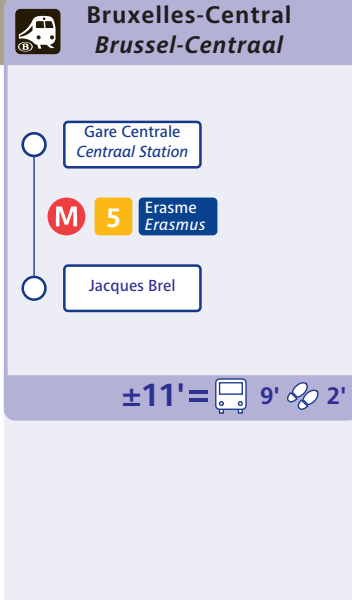 Bruxelles-Central
Brussel-Centraal
B
Gare Centrale
Centraal Station
M 5 Erasme
Erasmus
Jacques Brel
±11'= 9' 2'